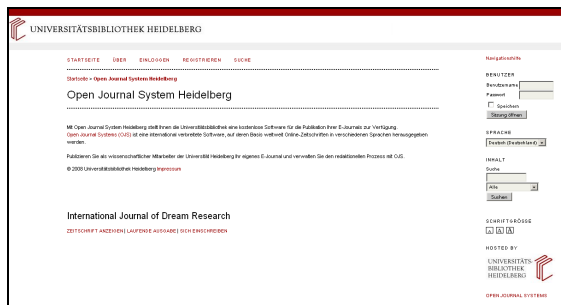 UNIVERSITÄTSBIBLIOTHEK HEIDELBERG
STARTSEITE ÜBER EINLOGGEN REGISTRIEREN SUCHE
Startseite > Open Journal System Heidelberg
Open Journal System Heidelberg
Mit Open Journal System Heidelberg stellt Ihnen die Universitätsbibliothek eine kostenlose Software für die Publikation Ihrer E-Journals zur Verfügung.
Open Journal Systems (OJS) ist eine international verbreitete Software, auf deren Basis weltweit Online-Zeitschriften in verschiedenen Sprachen herausgegeben
werden.
Publizieren Sie als wissenschaftlicher Mitarbeiter der Universität Heidelberg Ihr eigenes E-Journal und verwalten Sie den redaktionellen Prozess mit OJS.
© 2008 Universitätsbibliothek Heidelberg Impressum
International Journal of Dream Research
ZEITSCHRIFT ANZEIGEN | LAUFENDE AUSGABE | SICH EINSCHREIBEN
Navigationshilfe
BENUTZER
Benutzername
Passwort
Speichern
Sitzung öffnen
SPRACHE
Deutsch (Deutschland)
INHALT
Suche
Alle
Suchen
SCHRIFTGRÖSSE
A A A
HOSTED BY
UNIVERSITÄTS-
BIBLIOTHEK
HEIDELBERG
OPEN JOURNAL SYSTEMS